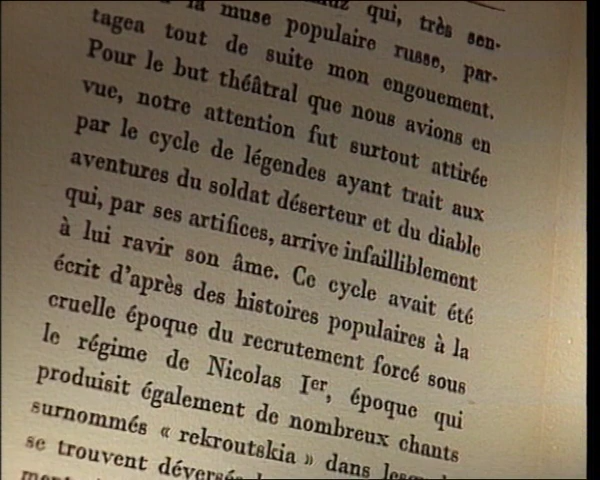 qui, très sen-
la muse populaire russe, par-
tagea tout de suite mon engouement.
Pour le but théâtral que nous avions en
vue, notre attention fut surtout attirée
par le cycle de légendes ayant trait aux
aventures du soldat déserteur et du diable
qui, par ses artifices, arrive infailliblement
à lui ravir son âme. Ce cycle avait été
écrit d'après des histoires populaires à la
cruelle époque du recrutement forcé sous
le régime de Nicolas Ier, époque qui
produisit également de nombreux chants
surnommés « rekroutskia » dans
se trouvent